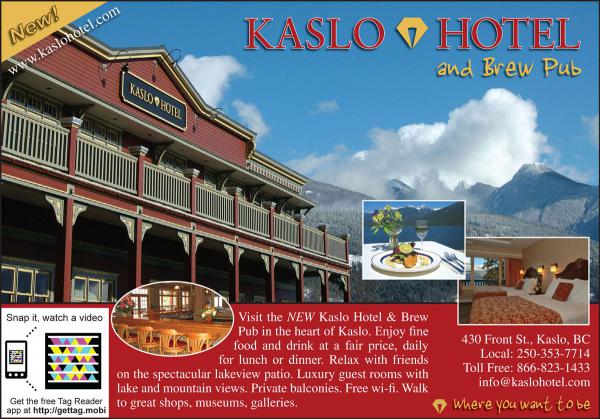 New!
www.kaslohotel.com
KASLO HOTEL
and Brew Pub
KASLO HOTEL
Snap it, watch a video
Get the free Tag Reader
app at http://gettag.mobi
Visit the NEW Kaslo Hotel & Brew
Pub in the heart of Kaslo. Enjoy fine
food and drink at a fair price, daily
for lunch or dinner. Relax with friends
on the spectacular lakeview patio. Luxury guest rooms with
lake and mountain views. Private balconies. Free wi-fi. Walk
to great shops, museums, galleries.
430 Front St., Kaslo, BC
Local: 250-353-7714
Toll Free: 866-823-1433
info@kaslohotel.com
Where you want to be